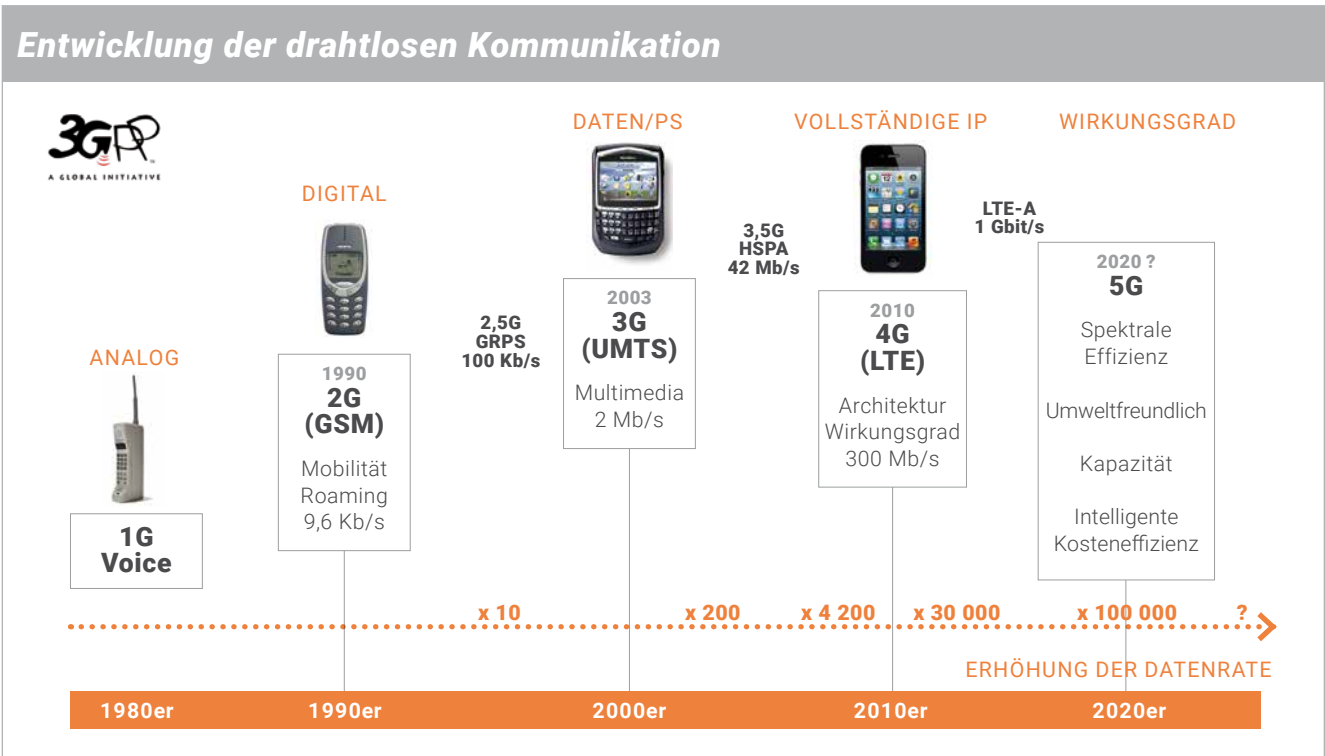 Entwicklung der drahtlosen Kommunikation
3GPP
™
A GLOBAL INITIATIVE
ANALOG
1G
Voice
DIGITAL
1990
2G
(GSM)
Mobilität
Roaming
9,6 Kb/s
2,5G
GRPS
100 Kb/s
DATEN/PS
2003
3G
(UMTS)
Multimedia
2 Mb/s
3,5G
HSPA
42 Mb/s
VOLLSTÄNDIGE IP
2010
4G
(LTE)
Architektur
Wirkungsgrad
300 Mb/s
LTE-A
1 Gbit/s
WIRKUNGSGRAD
2020 ?
5G
Spektrale
Effizienz
Umweltfreundlich
Kapazität
Intelligente
Kosteneffizienz
x 10 x 200 x 4 200 x 30 000 x 100 000 ?
ERHÖHUNG DER DATENRATE
1980er 1990er 2000er 2010er 2020er